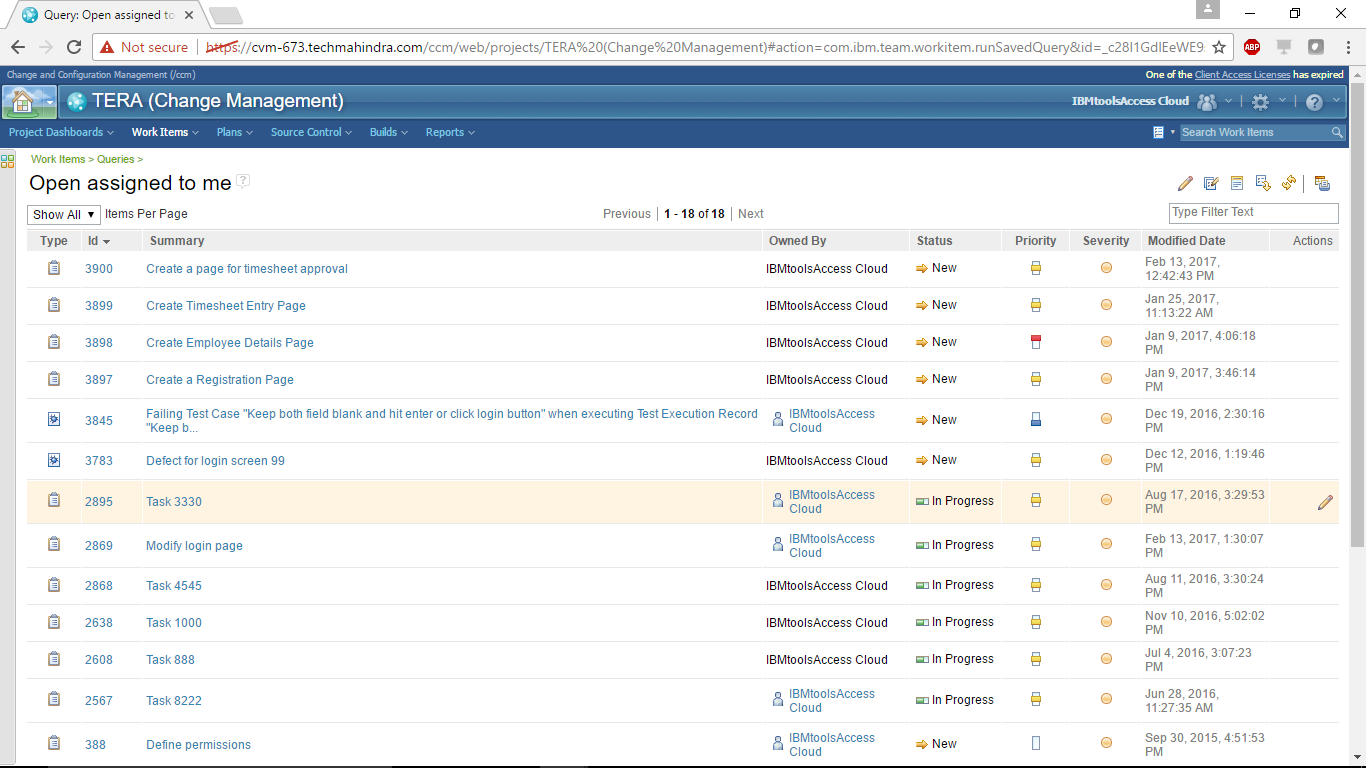 Query: Open assigned to
Not secure https://cvm-673.techmahindra.com/ccm/web/projects/TERA%20(Change%20Management)#action=com.ibm.team.workitem.runSavedQuery&id=
ABP
Change and Configuration Management (/ccm) One of the Client Access Licenses has expired
TERA (Change Management) IBMtoolsAccess Cloud
Project Dashboards Work Items Plans Source Control Builds Reports Search Work Items
Work Items > Queries >
Open assigned to me ?
Show All Items Per Page Previous 1 - 18 of 18 Next Type Filter Text
Type Id Summary Owned By Status Priority Severity Modified Date Actions
3900 Create a page for timesheet approval IBMtoolsAccess Cloud New Feb 13, 2017,
12:42:43 PM
3899 Create Timesheet Entry Page IBMtoolsAccess Cloud New Jan 25, 2017,
11:13:22 AM
3898 Create Employee Details Page IBMtoolsAccess Cloud New Jan 9, 2017, 4:06:18
PM
3897 Create a Registration Page IBMtoolsAccess Cloud New Jan 9, 2017, 3:46:14
PM
3845 Failing Test Case "Keep both field blank and hit enter or click login button" when executing Test Execution Record IBMtoolsAccess New Dec 19, 2016, 2:30:16
"Keep b... Cloud PM
3783 Defect for login screen 99 IBMtoolsAccess Cloud New Dec 12, 2016, 1:19:46
PM
2895 Task 3330 IBMtoolsAccess In Progress Aug 17, 2016, 3:29:53
Cloud PM
2869 Modify login page IBMtoolsAccess In Progress Feb 13, 2017, 1:30:07
Cloud PM
2868 Task 4545 IBMtoolsAccess Cloud In Progress Aug 11, 2016, 3:30:24
PM
2638 Task 1000 IBMtoolsAccess Cloud In Progress Nov 10, 2016, 5:02:02
PM
2608 Task 888 IBMtoolsAccess Cloud In Progress Jul 4, 2016, 3:07:23
PM
2567 Task 8222 IBMtoolsAccess In Progress Jun 28, 2016,
Cloud 11:27:35 AM
388 Define permissions IBMtoolsAccess New Sep 30, 2015, 4:51:53
Cloud PM